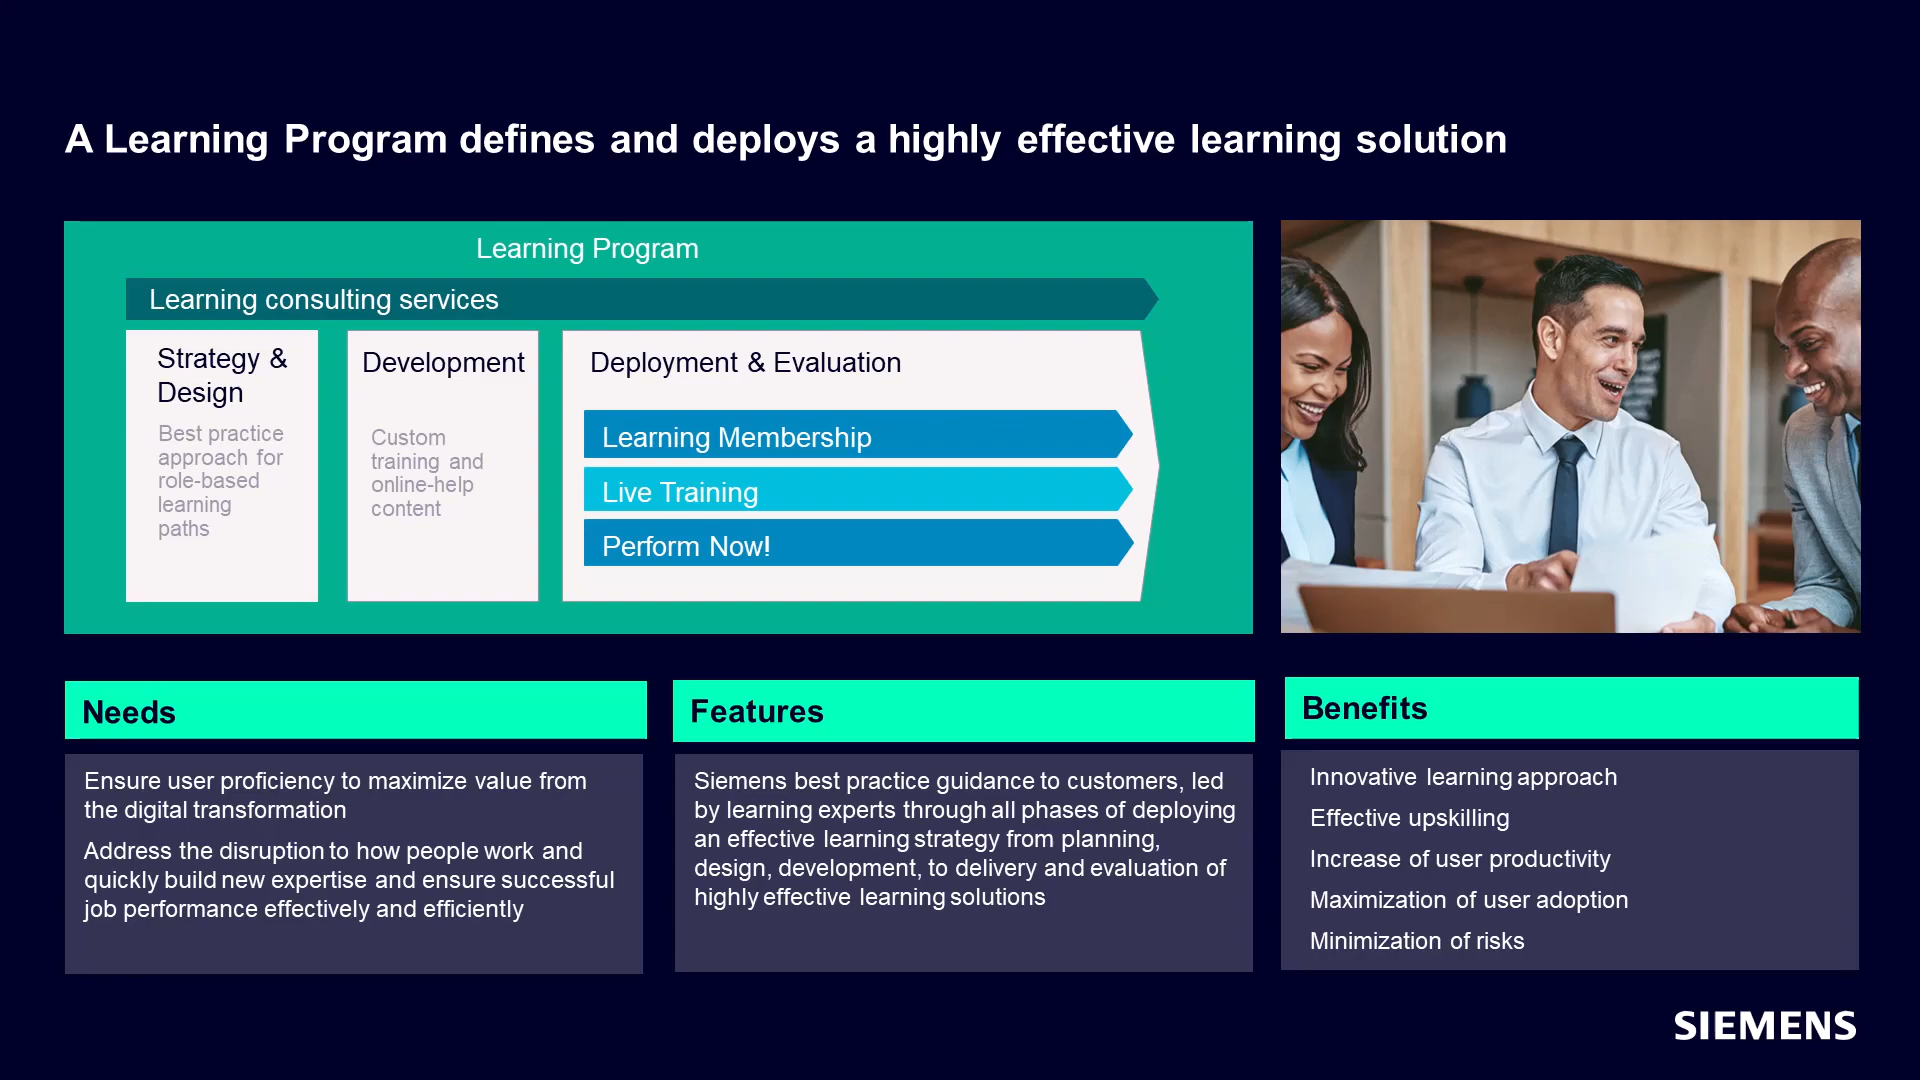 A Learning Program defines and deploys a highly effective learning solution
Learning Program
Learning consulting services
Strategy &
Design
Best practice
approach for
role-based
learning
paths
Development
Custom
training and
online-help
content
Deployment & Evaluation
Learning Membership
Live Training
Perform Now!
Needs
Ensure user proficiency to maximize value from
the digital transformation
Address the disruption to how people work and
quickly build new expertise and ensure successful
job performance effectively and efficiently
Features
Siemens best practice guidance to customers, led
by learning experts through all phases of deploying
an effective learning strategy from planning,
design, development, to delivery and evaluation of
highly effective learning solutions
Benefits
Innovative learning approach
Effective upskilling
Increase of user productivity
Maximization of user adoption
Minimization of risks
SIEMENS